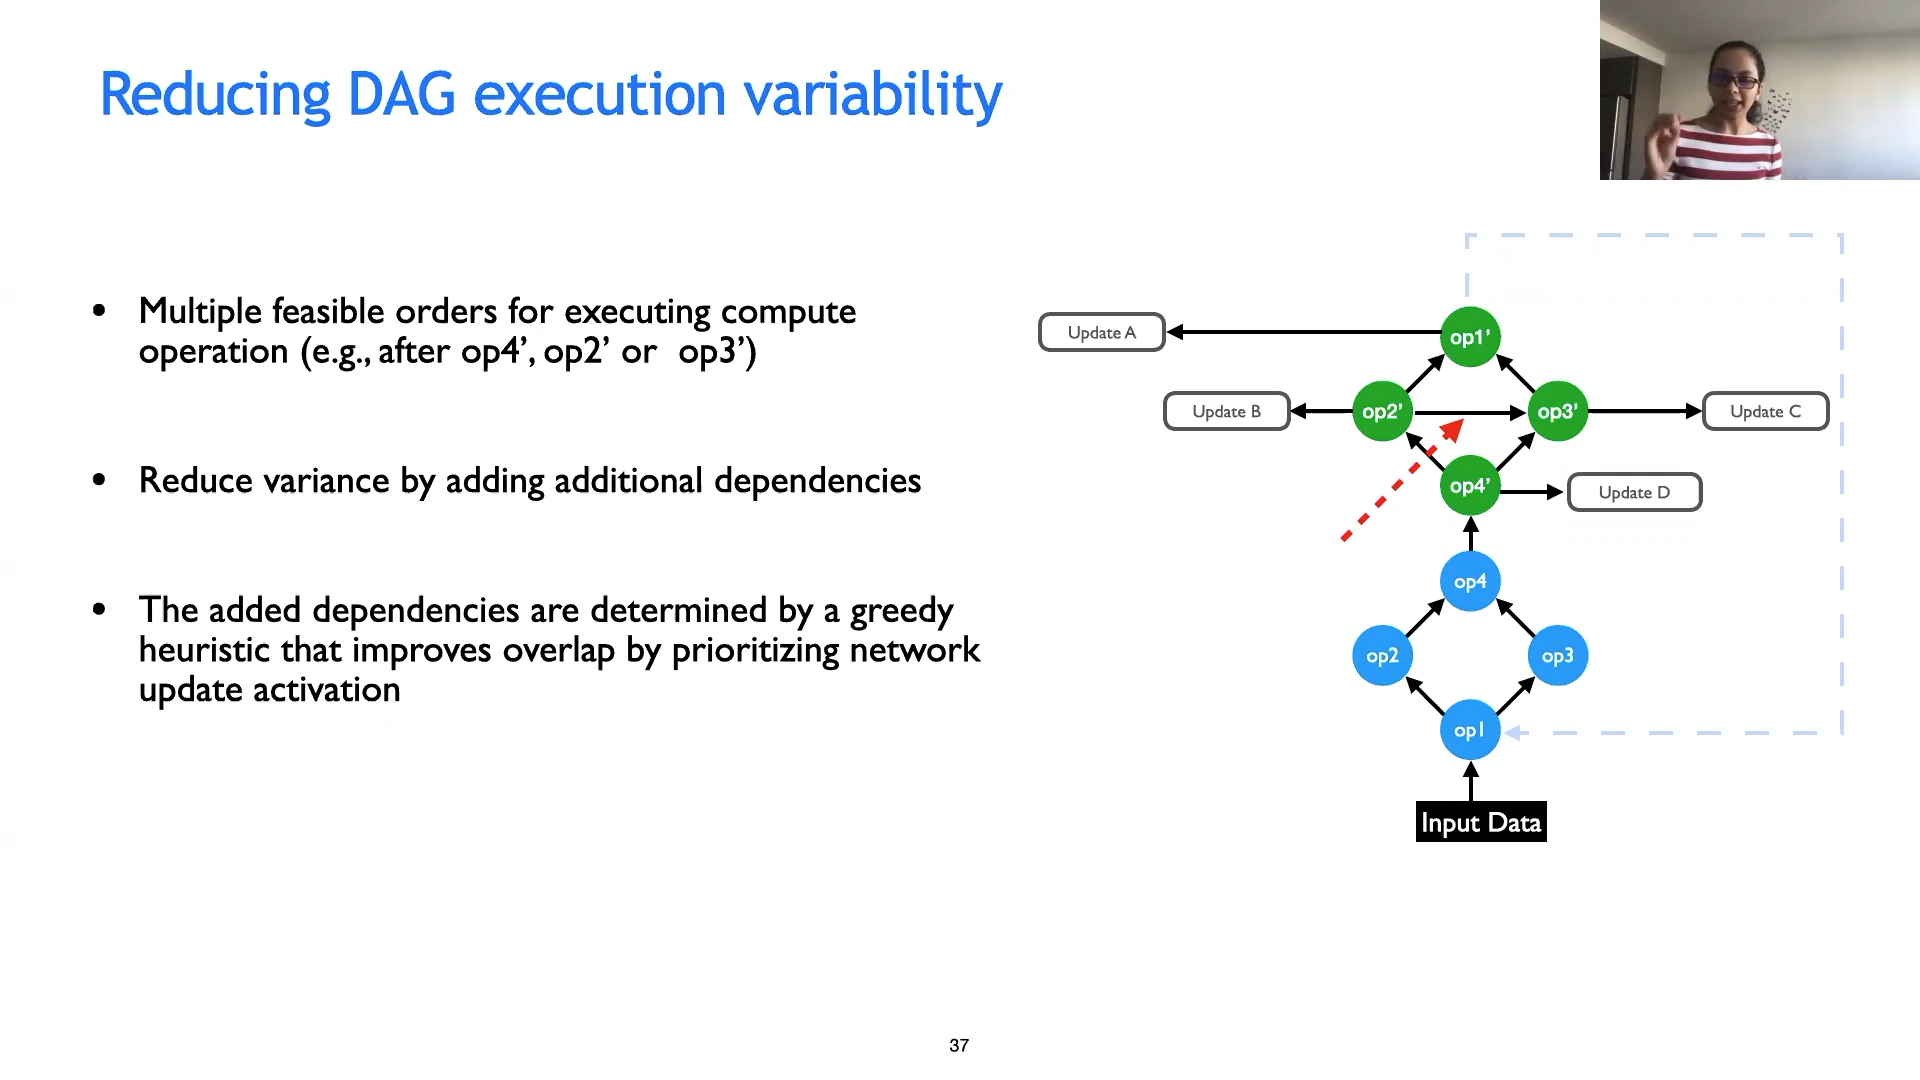 Reducing DAG execution variability
• Multiple feasible orders for executing compute
operation (e.g., after op4’, op2’ or op3’)
• Reduce variance by adding additional dependencies
• The added dependencies are determined by a greedy
heuristic that improves overlap by prioritizing network
update activation
Update A
op1’
Update B
op2’
op3’
Update C
op4’
Update D
op4
op2
op3
op1
Input Data
37